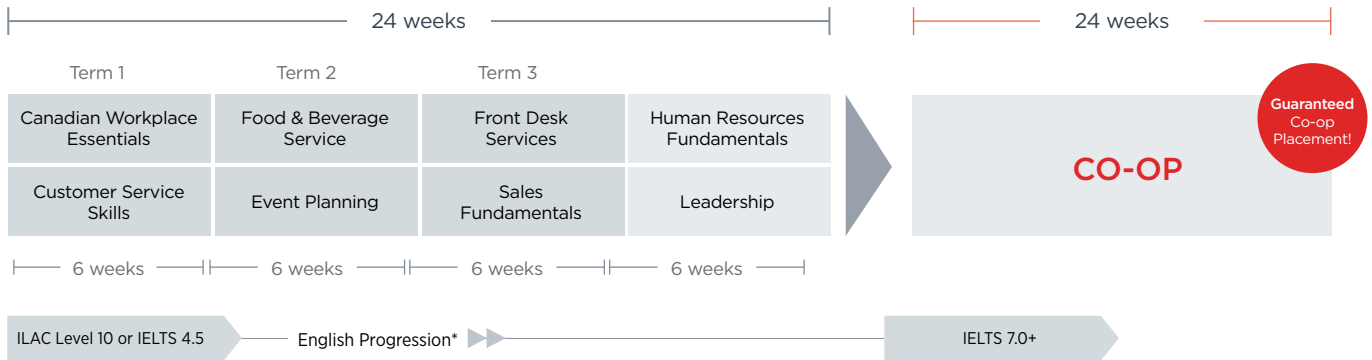 24 weeks
24 weeks
Term 1
Term 2
Term 3
Canadian Workplace
Essentials
Food & Beverage
Service
Front Desk
Services
Human Resources
Fundamentals
Customer Service
Skills
Event Planning
Sales
Fundamentals
Leadership
CO-OP
Guaranteed
Co-op
Placement!
6 weeks
6 weeks
6 weeks
6 weeks
ILAC Level 10 or IELTS 4.5
English Progression*
IELTS 7.0+